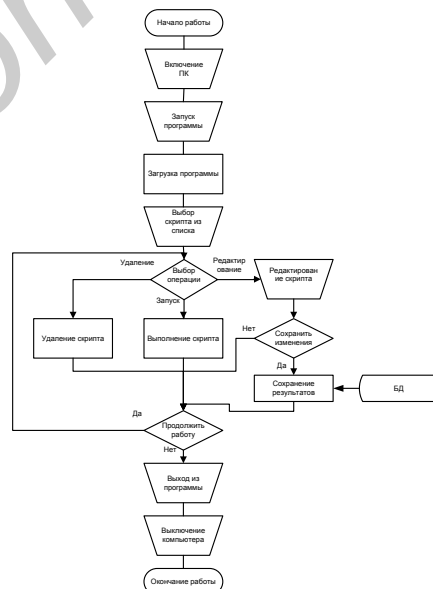 Начало работы
Включение
ПК
Запуск
программы
Загрузка программы
Выбор
скрипта из
списка
Удаление
Выбор
операции
Редактир
ование
Редактирован
ие скрипта
Запуск
Удаление скрипта
Выполнение скрипта
Нет
Сохранить
изменения
Да
Сохранение
результатов
БД
Да
Продолжить
работу
Нет
Выход из
программы
Выключение
компьютера
Окончание работы